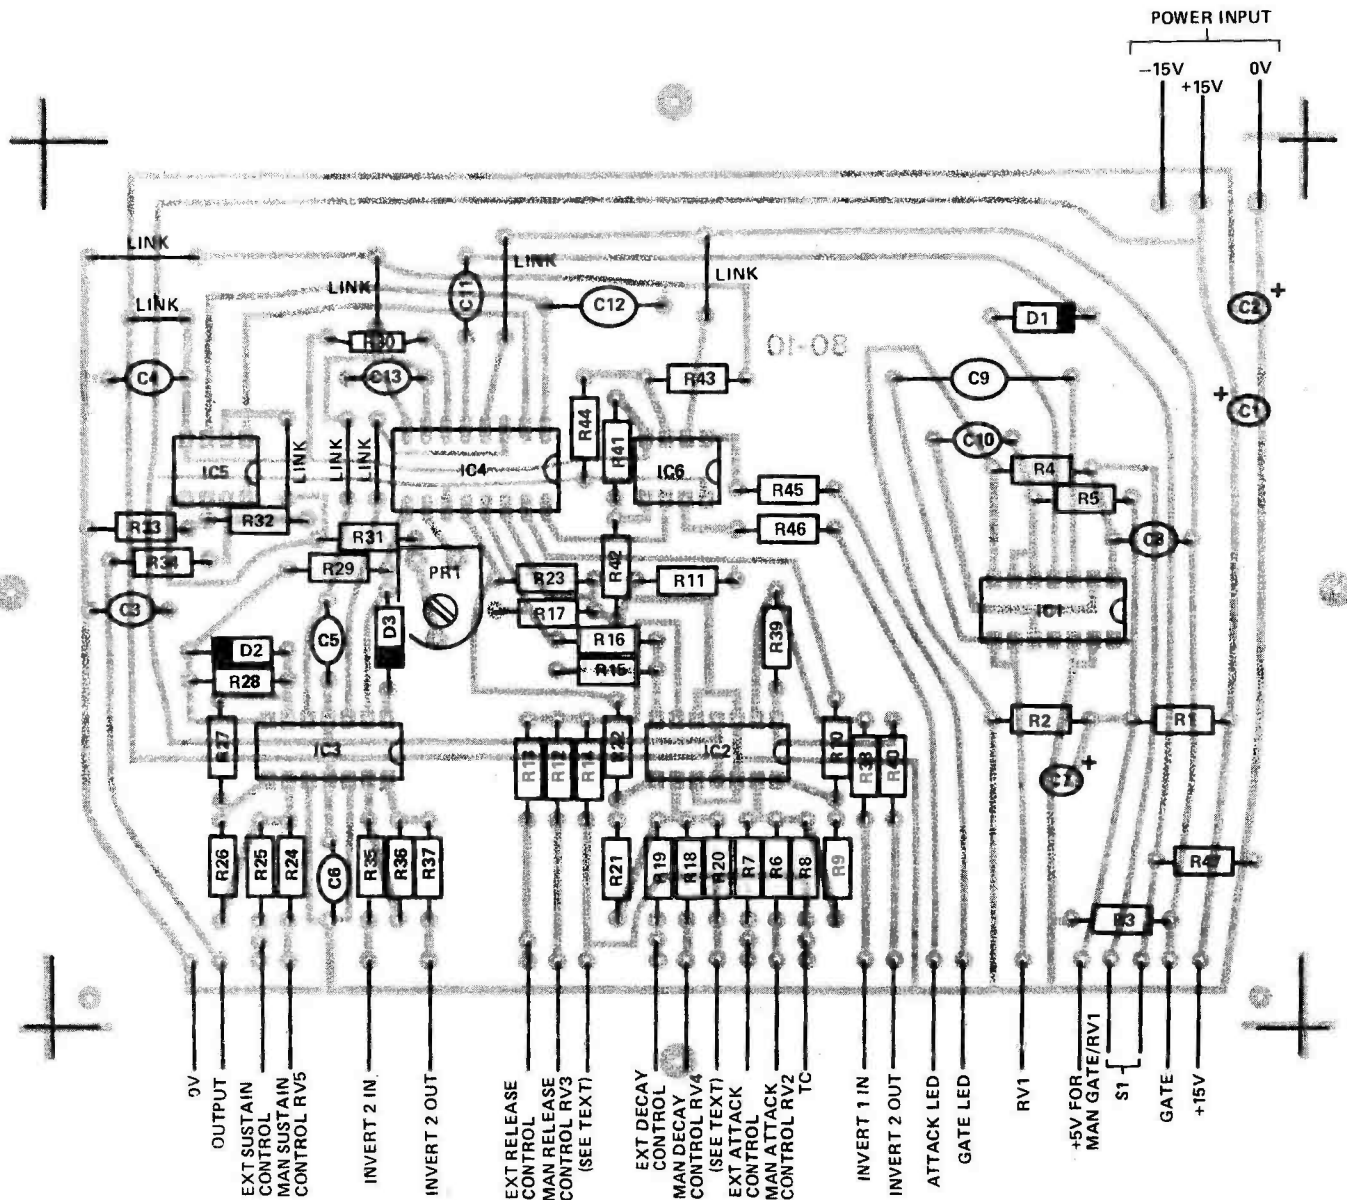 POWER INPUT
–15V
+15V
0V
LINK
LINK
LINK
LINK
LINK
C11
C12
C2 +
D1
80-10
R30
C4
C13
R43
C9
+ C1
R44
R41
C10
IC5
LINK
LINK
LINK
IC4
IC6
R4
R45
R5
R33
R32
R46
R31
C8
R34
R29
PR1
R42
R23
R11
C3
R17
IC1
C5
D3
R16
R39
D2
R15
R28
R27
IC3
R13
R12
R14
R22
IC2
R10
R38
R40
R2
R1
C7 +
R26
R25
R24
C6
R35
R36
R37
R21
R19
R18
R20
R7
R6
R8
R9
R47
R3
0V
OUTPUT
EXT SUSTAIN
CONTROL
MAN SUSTAIN
CONTROL RV5
INVERT 2 IN
INVERT 2 OUT
EXT RELEASE
CONTROL
MAN RELEASE
CONTROL RV3
(SEE TEXT)
EXT DECAY
CONTROL
MAN DECAY
CONTROL RV4
(SEE TEXT)
EXT ATTACK
CONTROL
MAN ATTACK
CONTROL RV2
TC
INVERT 1 IN
INVERT 2 OUT
ATTACK LED
GATE LED
RV1
+5V FOR
MAN GATE/RV1
S1
GATE
+15V